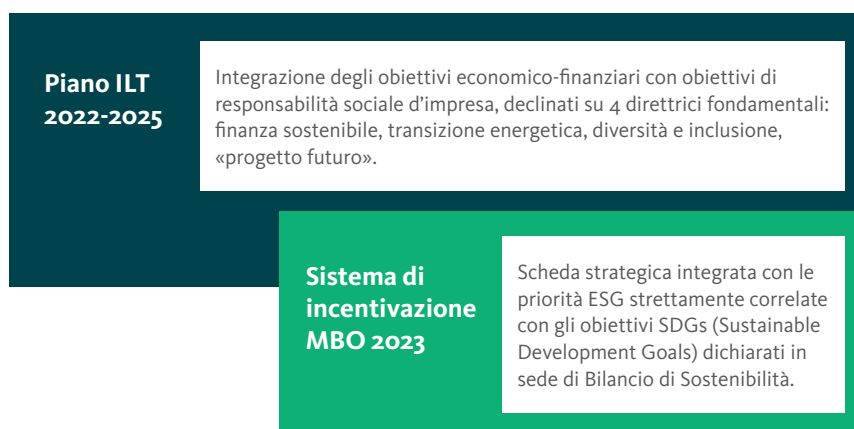 Piano ILT
2022-2025
Integrazione degli obiettivi economico-finanziari con obiettivi di
responsabilità sociale d'impresa, declinati su 4 direttrici fondamentali:
finanza sostenibile, transizione energetica, diversità e inclusione,
«progetto futuro».
Sistema di
incentivazione
MBO 2023
Scheda strategica integrata con le
priorità ESG strettamente correlate
con gli obiettivi SDGs (Sustainable
Development Goals) dichiarati in
sede di Bilancio di Sostenibilità.